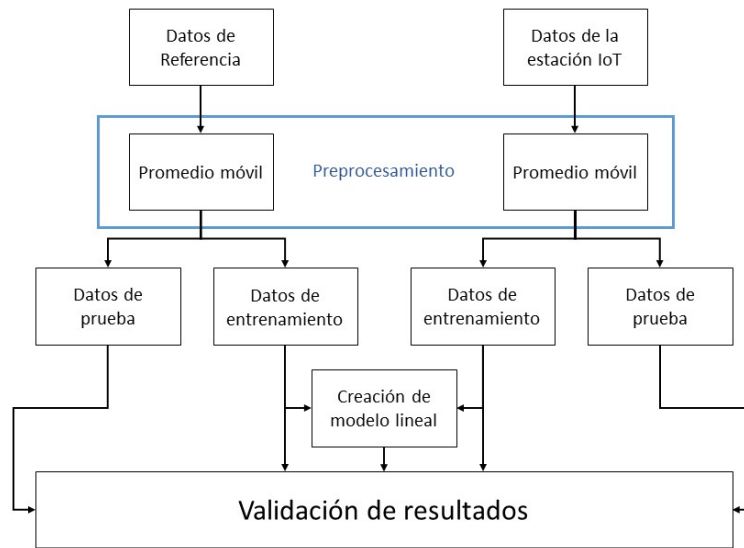 Datos de
Referencia
Datos de la
estación IoT
Promedio móvil
Preprocesamiento
Promedio móvil
Datos de
prueba
Datos de
entrenamiento
Datos de
entrenamiento
Datos de
prueba
Creación de
modelo lineal
Validación de resultados